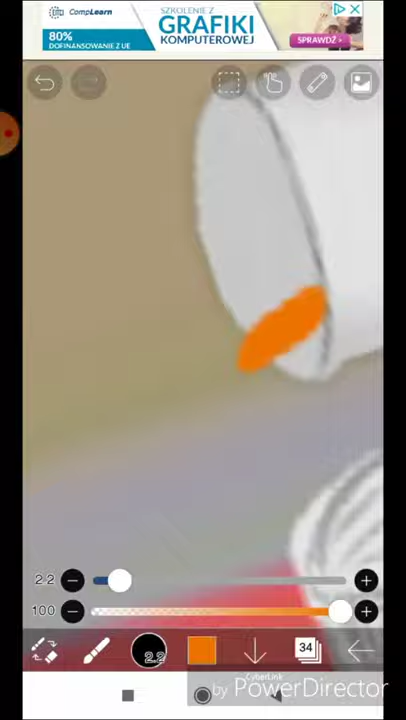 CompLearn
80%
DOFINANSOWANIE Z UE
SZKOLENIE Z
GRAFIKI
KOMPUTEROWEJ
SPRAWDŹ >
2.2
100
2.2
34
CyberLink
by PowerDirector